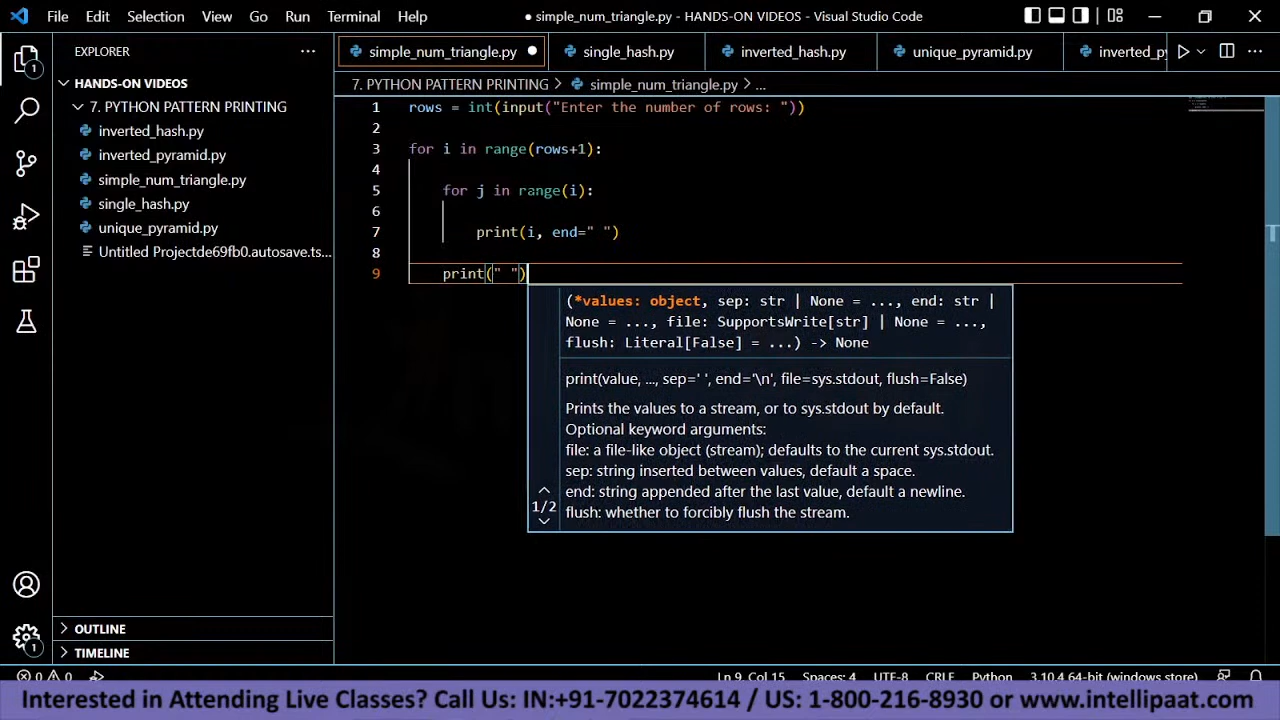 File Edit Selection View Go Run Terminal Help
● simple_num_triangle.py - HANDS-ON VIDEOS - Visual Studio Code
EXPLORER
HANDS-ON VIDEOS
7. PYTHON PATTERN PRINTING
inverted_hash.py
inverted_pyramid.py
simple_num_triangle.py
single_hash.py
unique_pyramid.py
Untitled Projectde69fb0.autosave.ts...
OUTLINE
TIMELINE
1
1
simple_num_triangle.py ● single_hash.py inverted_hash.py unique_pyramid.py inverted_py
7. PYTHON PATTERN PRINTING > simple_num_triangle.py > ...
1 rows = int(input("Enter the number of rows: "))
2
3 for i in range(rows+1):
4
5 for j in range(i):
6
7 print(i, end=" ")
8
9 print(" ")
(*values: object, sep: str | None = ..., end: str |
None = ..., file: SupportsWrite[str] | None = ...,
flush: Literal[False] = ...) -> None
print(value, ..., sep=' ', end='\n', file=sys.stdout, flush=False)
Prints the values to a stream, or to sys.stdout by default.
Optional keyword arguments:
file: a file-like object (stream); defaults to the current sys.stdout.
sep: string inserted between values, default a space.
end: string appended after the last value, default a newline.
flush: whether to forcibly flush the stream.
1/2
0 0 Ln 9, Col 15 Spaces: 4 UTF-8 CRLF Python 3.10.4 64-bit (windows store)
Interested in Attending Live Classes? Call Us: IN:+91-7022374614 / US: 1-800-216-8930 or www.intellipaat.com